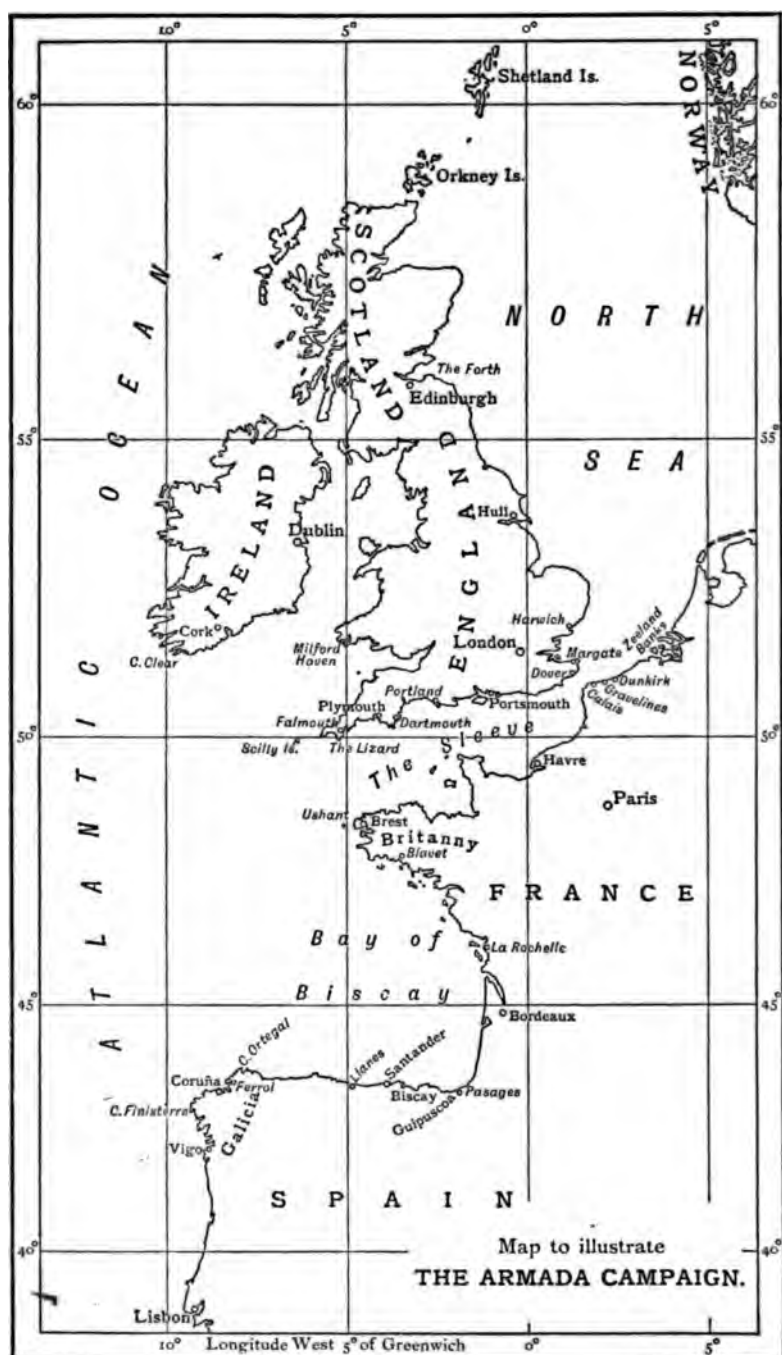 10° 5° 0° 5°
Shetland Is.
NORWAY
60° 60°
Orkney Is.
SCOTLAND
ATLANTIC OCEAN
NORTH SEA
The Forth
Edinburgh
55° 55°
IRELAND
ENGLAND
Hull
Dublin
Cork
C. Clear
Milford
Haven
London
Harwich
Margate
Dover
Zeeland
Banks
Dunkirk
Gravelines
Calais
Portland
Portsmouth
Plymouth
Dartmouth
Falmouth
Scilly Is.
The Lizard
50° 50°
The Sleeve
Havre
Paris
Ushant
Brest
Britanny
Blavet
FRANCE
Bay of
Biscay
La Rochelle
45° 45°
Bordeaux
C. Ortegal
Coruña
Ferrol
Llanes
Santander
Biscay
Guipuscoa
Pasages
C. Finisterre
Galicia
Vigo
SPAIN
40° 40°
Map to illustrate
THE ARMADA CAMPAIGN.
Lisbon
10° 5° 0° 5°
Longitude West of Greenwich